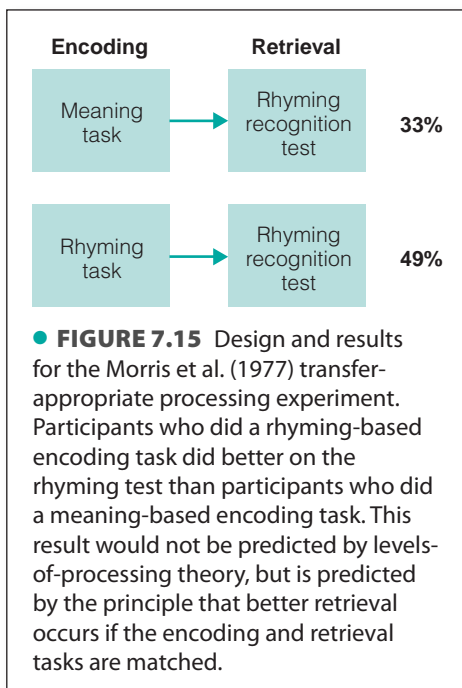 Encoding Retrieval
Meaning
task
Rhyming
recognition
test
33%
Rhyming
task
Rhyming
recognition
test
49%
● FIGURE 7.15 Design and results
for the Morris et al. (1977) transfer-
appropriate processing experiment.
Participants who did a rhyming-based
encoding task did better on the
rhyming test than participants who did
a meaning-based encoding task. This
result would not be predicted by levels-
of-processing theory, but is predicted
by the principle that better retrieval
occurs if the encoding and retrieval
tasks are matched.